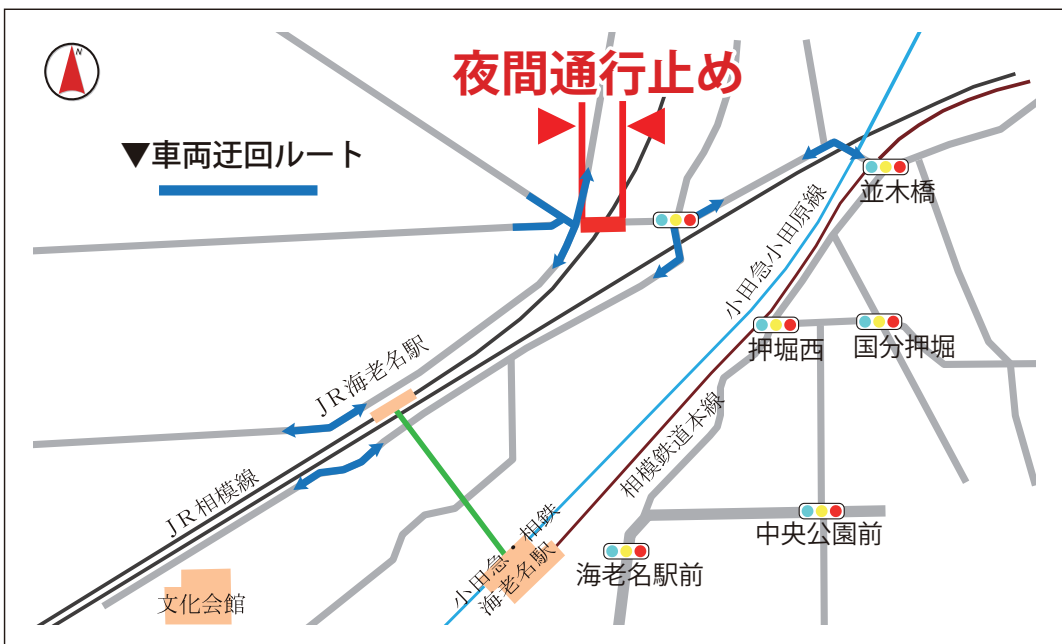 N
夜間通行止め
▼車両迂回ルート
並木橋
小田急小田原線
押堀西
国分押堀
JR海老名駅
相模鉄道本線
JR相模線
小田急・相鉄
海老名駅
中央公園前
海老名駅前
文化会館